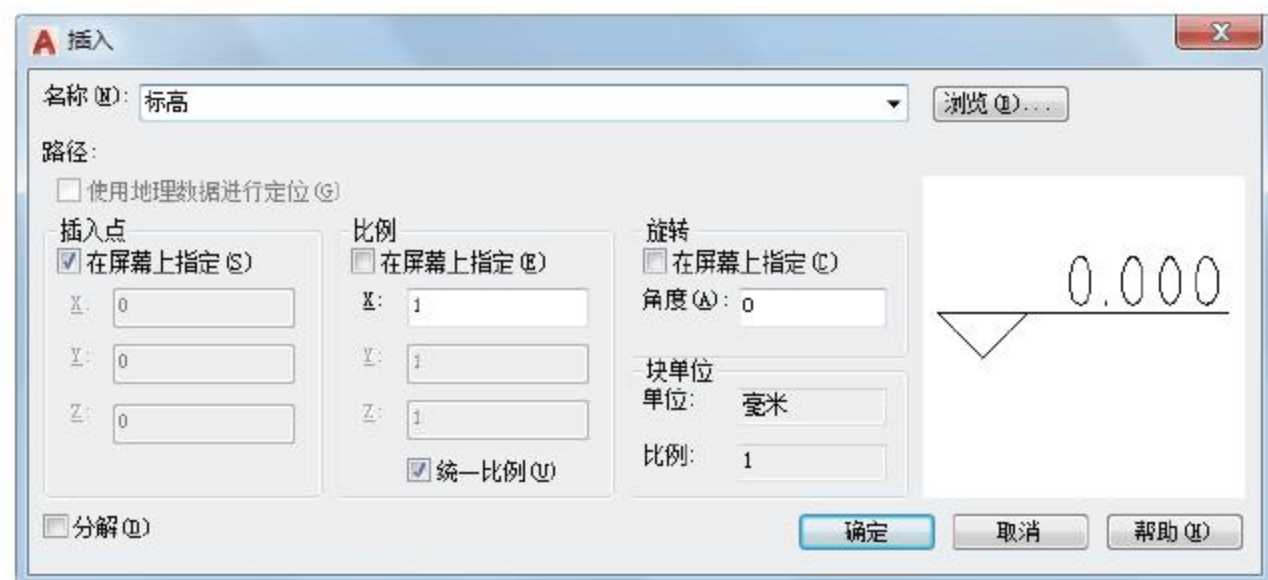 插入
名称(N): 标高 浏览(B)...
路径:
使用地理数据进行定位(G)
插入点
在屏幕上指定(S)
X: 0
Y: 0
Z: 0
比例
在屏幕上指定(E)
X: 1
Y: 1
Z: 1
统一比例(U)
旋转
在屏幕上指定(C)
角度(A): 0
块单位
单位: 毫米
比例: 1
0.000
分解(D)
确定 取消 帮助(H)